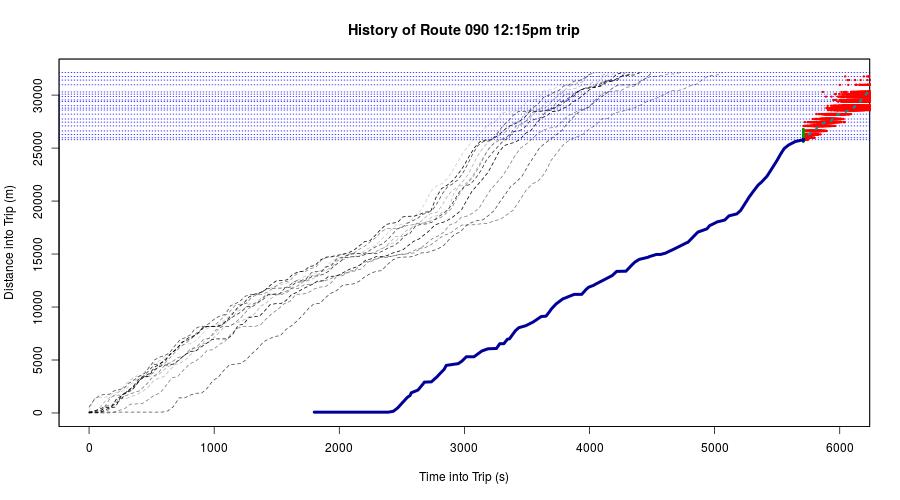 History of Route 090 12:15pm trip
Distance into Trip (m)
30000
25000
20000
15000
10000
5000
0
0 1000 2000 3000 4000 5000 6000
Time into Trip (s)